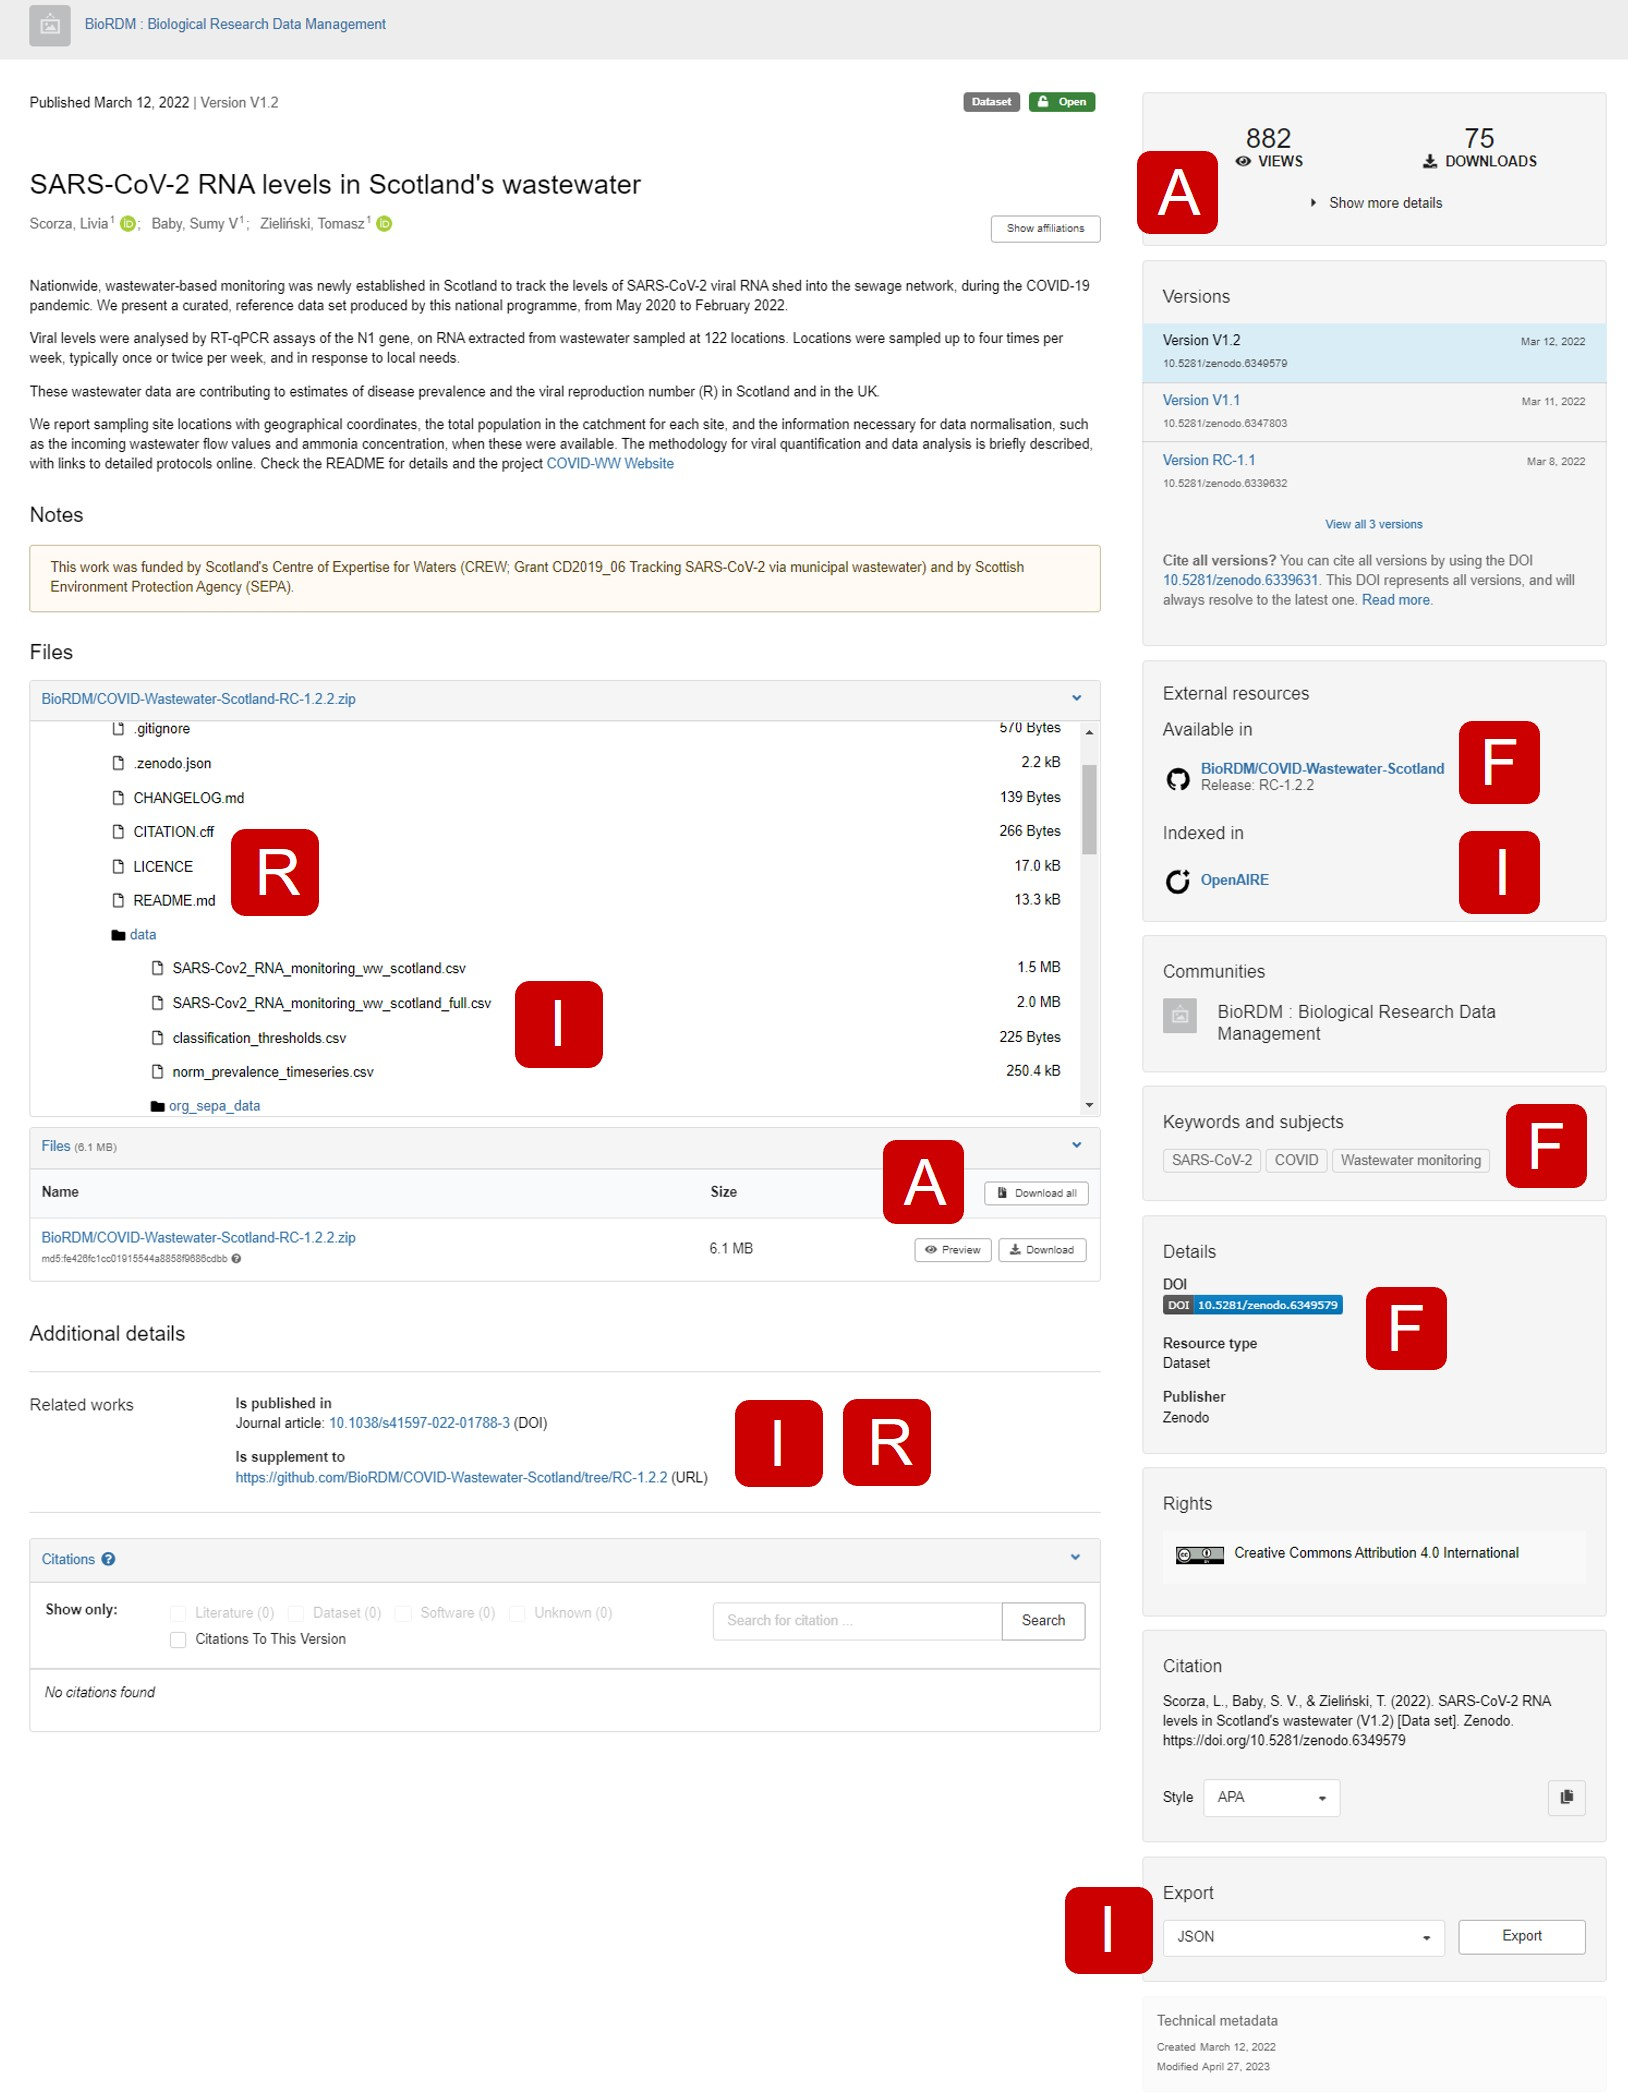 BioRDM : Biological Research Data Management
Published March 12, 2022 | Version V1.2
Dataset
Open
SARS-CoV-2 RNA levels in Scotland's wastewater
Scorza, Livia1 iD; Baby, Sumy V1; Zieliński, Tomasz1 iD
Show affiliations
Nationwide, wastewater-based monitoring was newly established in Scotland to track the levels of SARS-CoV-2 viral RNA shed into the sewage network, during the COVID-19
pandemic. We present a curated, reference data set produced by this national programme, from May 2020 to February 2022.
Viral levels were analysed by RT-qPCR assays of the N1 gene, on RNA extracted from wastewater sampled at 122 locations. Locations were sampled up to four times per
week, typically once or twice per week, and in response to local needs.
These wastewater data are contributing to estimates of disease prevalence and the viral reproduction number (R) in Scotland and in the UK.
We report sampling site locations with geographical coordinates, the total population in the catchment for each site, and the information necessary for data normalisation, such
as the incoming wastewater flow values and ammonia concentration, when these were available. The methodology for viral quantification and data analysis is briefly described,
with links to detailed protocols online. Check the README for details and the project COVID-WW Website
Notes
This work was funded by Scotland's Centre of Expertise for Waters (CREW; Grant CD2019_06 Tracking SARS-CoV-2 via municipal wastewater) and by Scottish
Environment Protection Agency (SEPA).
Files
BioRDM/COVID-Wastewater-Scotland-RC-1.2.2.zip
.gitignore 570 Bytes
.zenodo.json 2.2 kB
CHANGELOG.md 139 Bytes
CITATION.cff 266 Bytes
LICENCE 17.0 kB
R
README.md 13.3 kB
data
SARS-Cov2_RNA_monitoring_ww_scotland.csv 1.5 MB
SARS-Cov2_RNA_monitoring_ww_scotland_full.csv 2.0 MB
I
classification_thresholds.csv 225 Bytes
norm_prevalence_timeseries.csv 250.4 kB
org_sepa_data
Files (6.1 MB)
A
Name Size Download all
BioRDM/COVID-Wastewater-Scotland-RC-1.2.2.zip 6.1 MB Preview Download
md5:fe426fc1cc01915544a8858f9686cdbb
Additional details
Related works
Is published in
Journal article: 10.1038/s41597-022-01788-3 (DOI)
Is supplement to
https://github.com/BioRDM/COVID-Wastewater-Scotland/tree/RC-1.2.2 (URL)
I R
Citations ?
Show only: Literature (0) Dataset (0) Software (0) Unknown (0)
Citations To This Version
Search for citation ... Search
No citations found
882 75
VIEWS DOWNLOADS
A
Show more details
Versions
Version V1.2 Mar 12, 2022
10.5281/zenodo.6349579
Version V1.1 Mar 11, 2022
10.5281/zenodo.6347803
Version RC-1.1 Mar 8, 2022
10.5281/zenodo.6339632
View all 3 versions
Cite all versions? You can cite all versions by using the DOI
10.5281/zenodo.6339631. This DOI represents all versions, and will
always resolve to the latest one. Read more.
External resources
Available in
BioRDM/COVID-Wastewater-Scotland
Release: RC-1.2.2
F
Indexed in
OpenAIRE
I
Communities
BioRDM : Biological Research Data
Management
Keywords and subjects
SARS-CoV-2 COVID Wastewater monitoring
F
Details
DOI
DOI 10.5281/zenodo.6349579
F
Resource type
Dataset
Publisher
Zenodo
Rights
Creative Commons Attribution 4.0 International
Citation
Scorza, L., Baby, S. V., & Zieliński, T. (2022). SARS-CoV-2 RNA
levels in Scotland's wastewater (V1.2) [Data set]. Zenodo.
https://doi.org/10.5281/zenodo.6349579
Style APA
Export
I
JSON Export
Technical metadata
Created March 12, 2022
Modified April 27, 2023